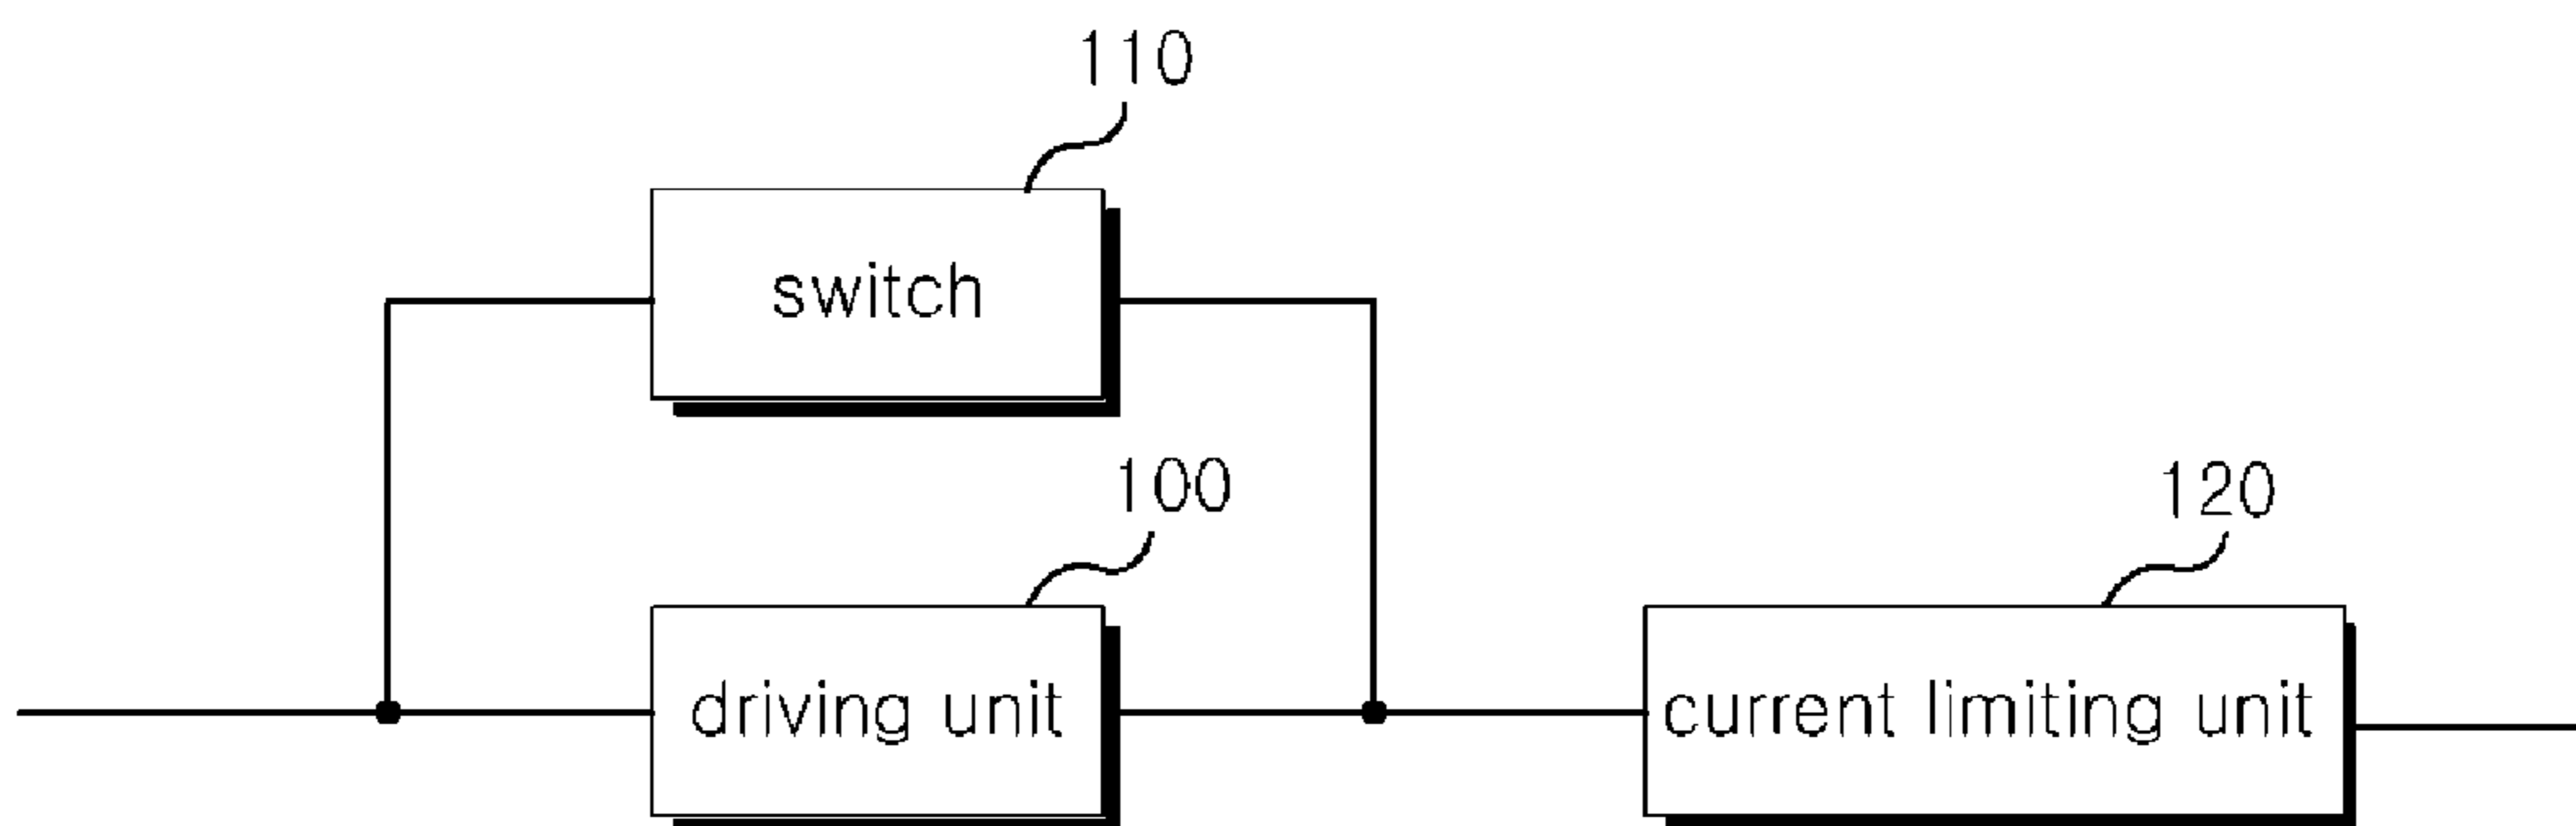 110
switch
100
120
driving unit
current limiting unit